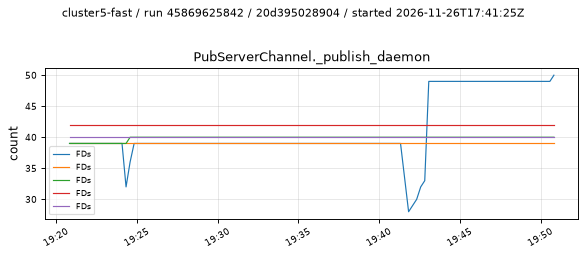 cluster5-fast / run 45869625842 / 20d395028904 / started 2026-11-26T17:41:25Z
PubServerChannel._publish_daemon
count
50
45
40
35
30
FDs
FDs
FDs
FDs
FDs
19:20
19:25
19:30
19:35
19:40
19:45
19:50